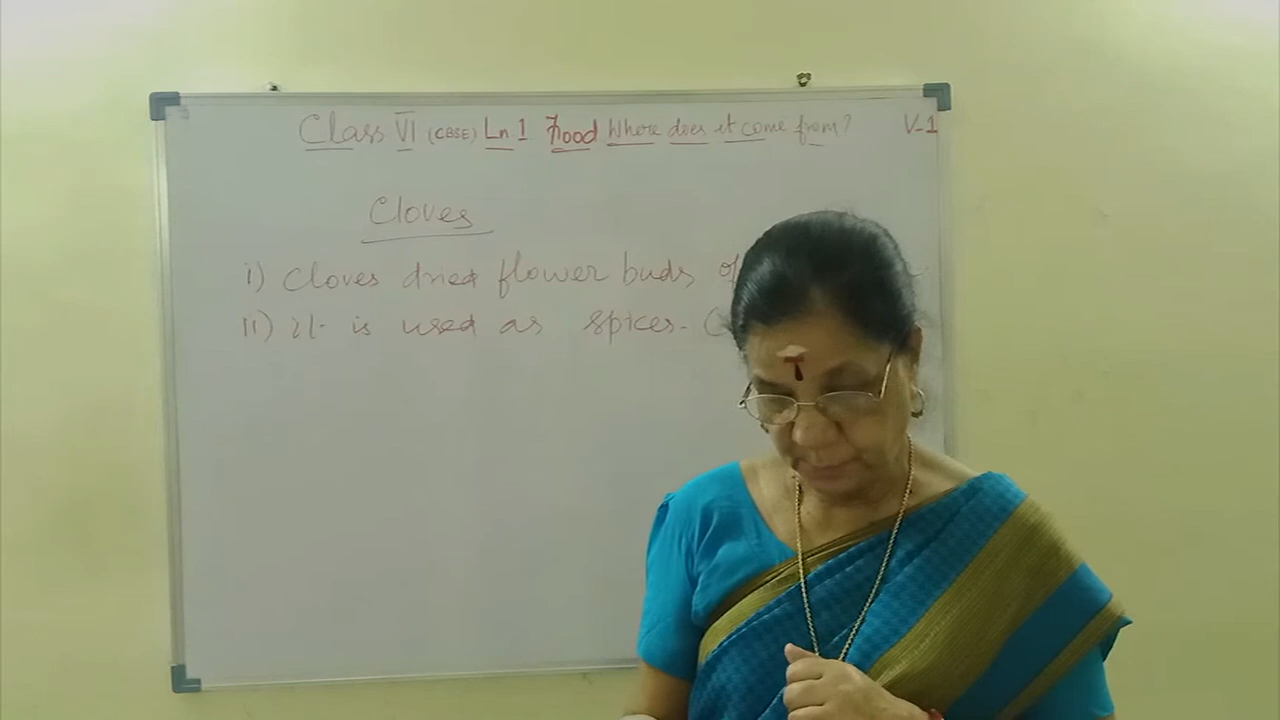 Class VI (CBSE) Ln 1 Food Where does it come from? V-1
Cloves
i) Cloves dried flower buds of
ii) it is used as spices. (